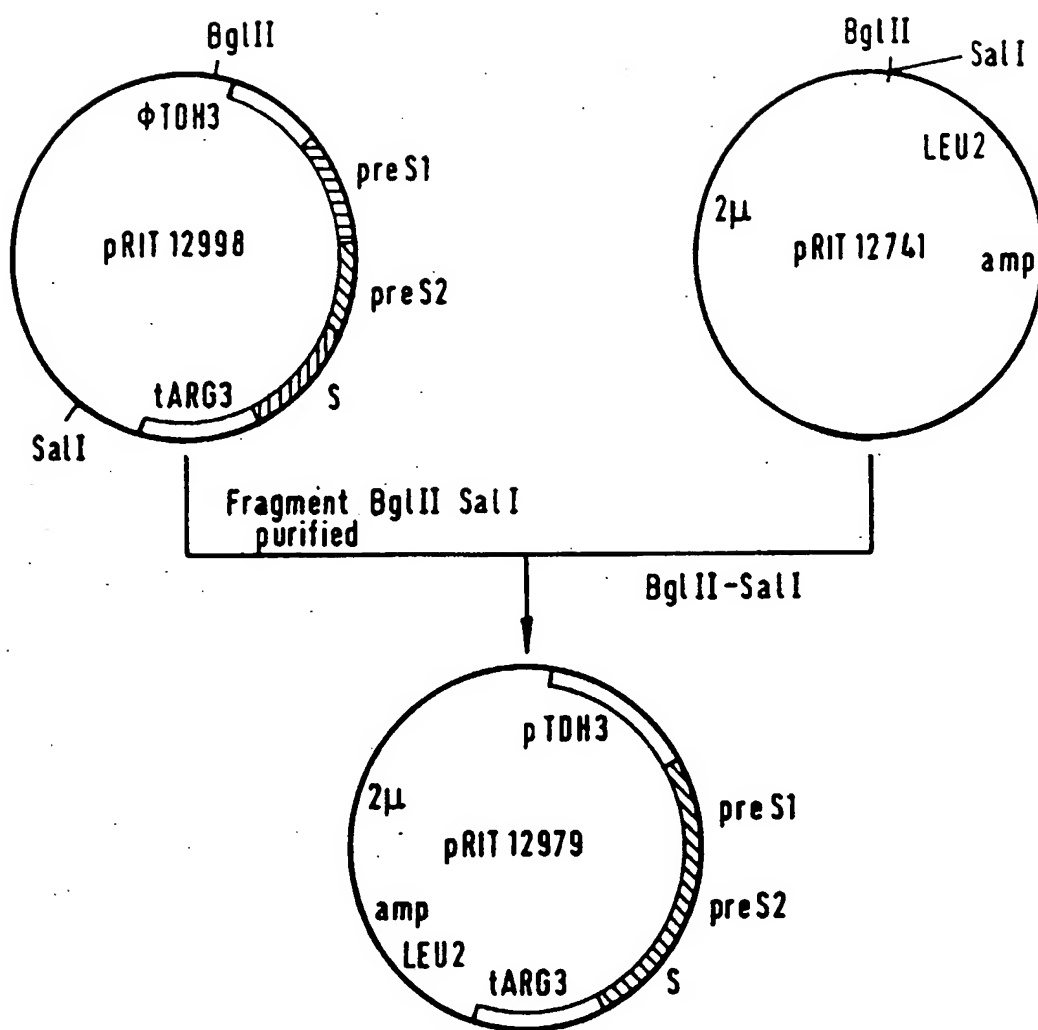 BglII
ΦTDH3
preS1
pRIT 12998
preS2
tARG3
S
SalI
BglII
SalI
LEU2
2μ
pRIT 12741
amp
Fragment BglII SalI
purified
BglII-SalI
pTDH3
2μ
preS1
pRIT 12979
amp
preS2
LEU2
tARG3
S